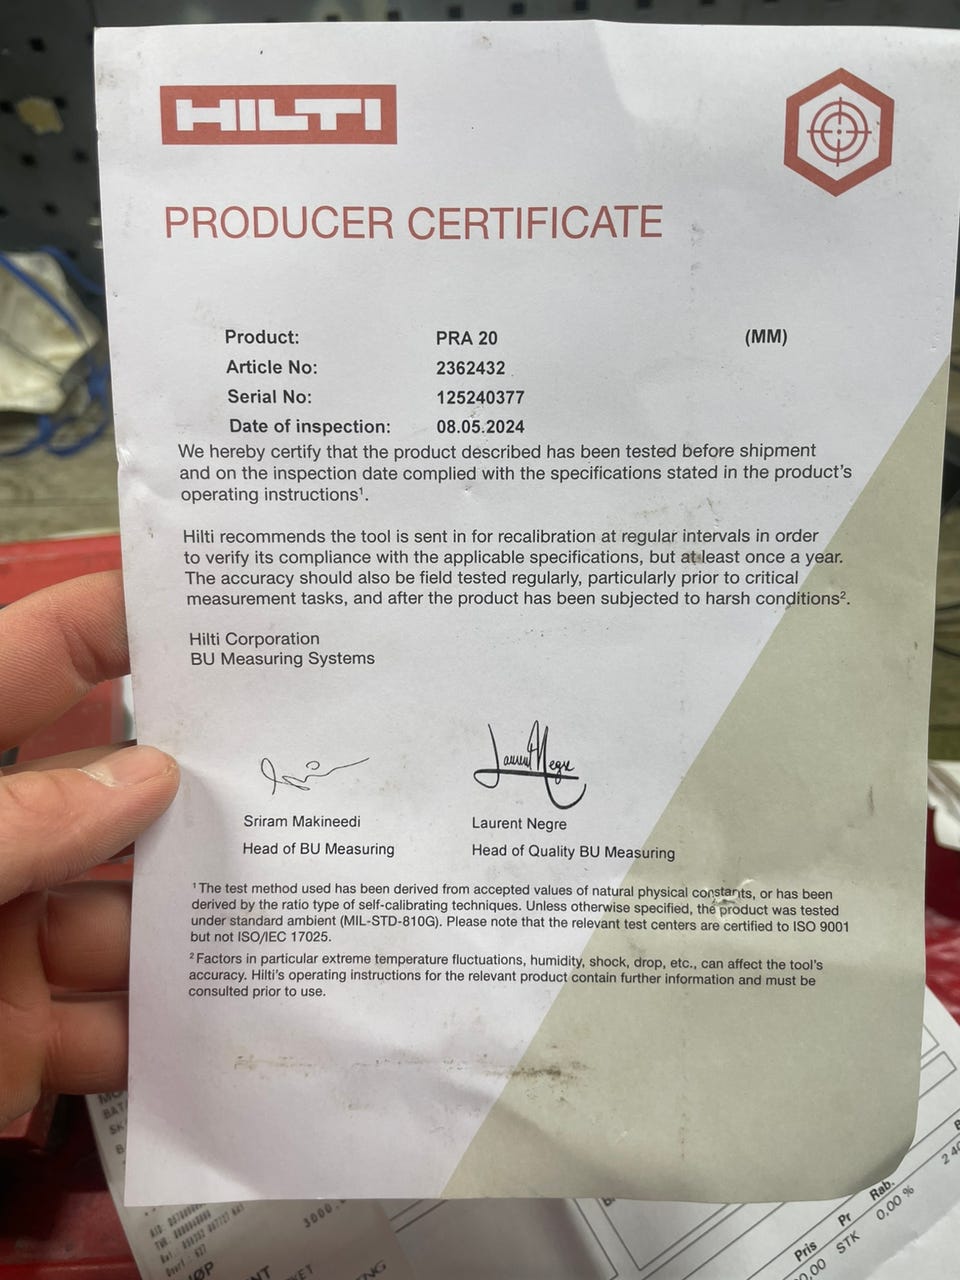 HILTI
PRODUCER CERTIFICATE
Product: PRA 20 (MM)
Article No: 2362432
Serial No: 125240377
Date of inspection: 08.05.2024
We hereby certify that the product described has been tested before shipment
and on the inspection date complied with the specifications stated in the product's
operating instructions¹.
Hilti recommends the tool is sent in for recalibration at regular intervals in order
to verify its compliance with the applicable specifications, but at least once a year.
The accuracy should also be field tested regularly, particularly prior to critical
measurement tasks, and after the product has been subjected to harsh conditions².
Hilti Corporation
BU Measuring Systems
Laurent Negre
Sriram Makineedi Laurent Negre
Head of BU Measuring Head of Quality BU Measuring
¹ The test method used has been derived from accepted values of natural physical constants, or has been
derived by the ratio type of self-calibrating techniques. Unless otherwise specified, the product was tested
under standard ambient (MIL-STD-810G). Please note that the relevant test centers are certified to ISO 9001
but not ISO/IEC 17025.
² Factors in particular extreme temperature fluctuations, humidity, shock, drop, etc., can affect the tool's
accuracy. Hilti's operating instructions for the relevant product contain further information and must be
consulted prior to use.
3000
Rab.
Pris Pr
STK 0.00 %